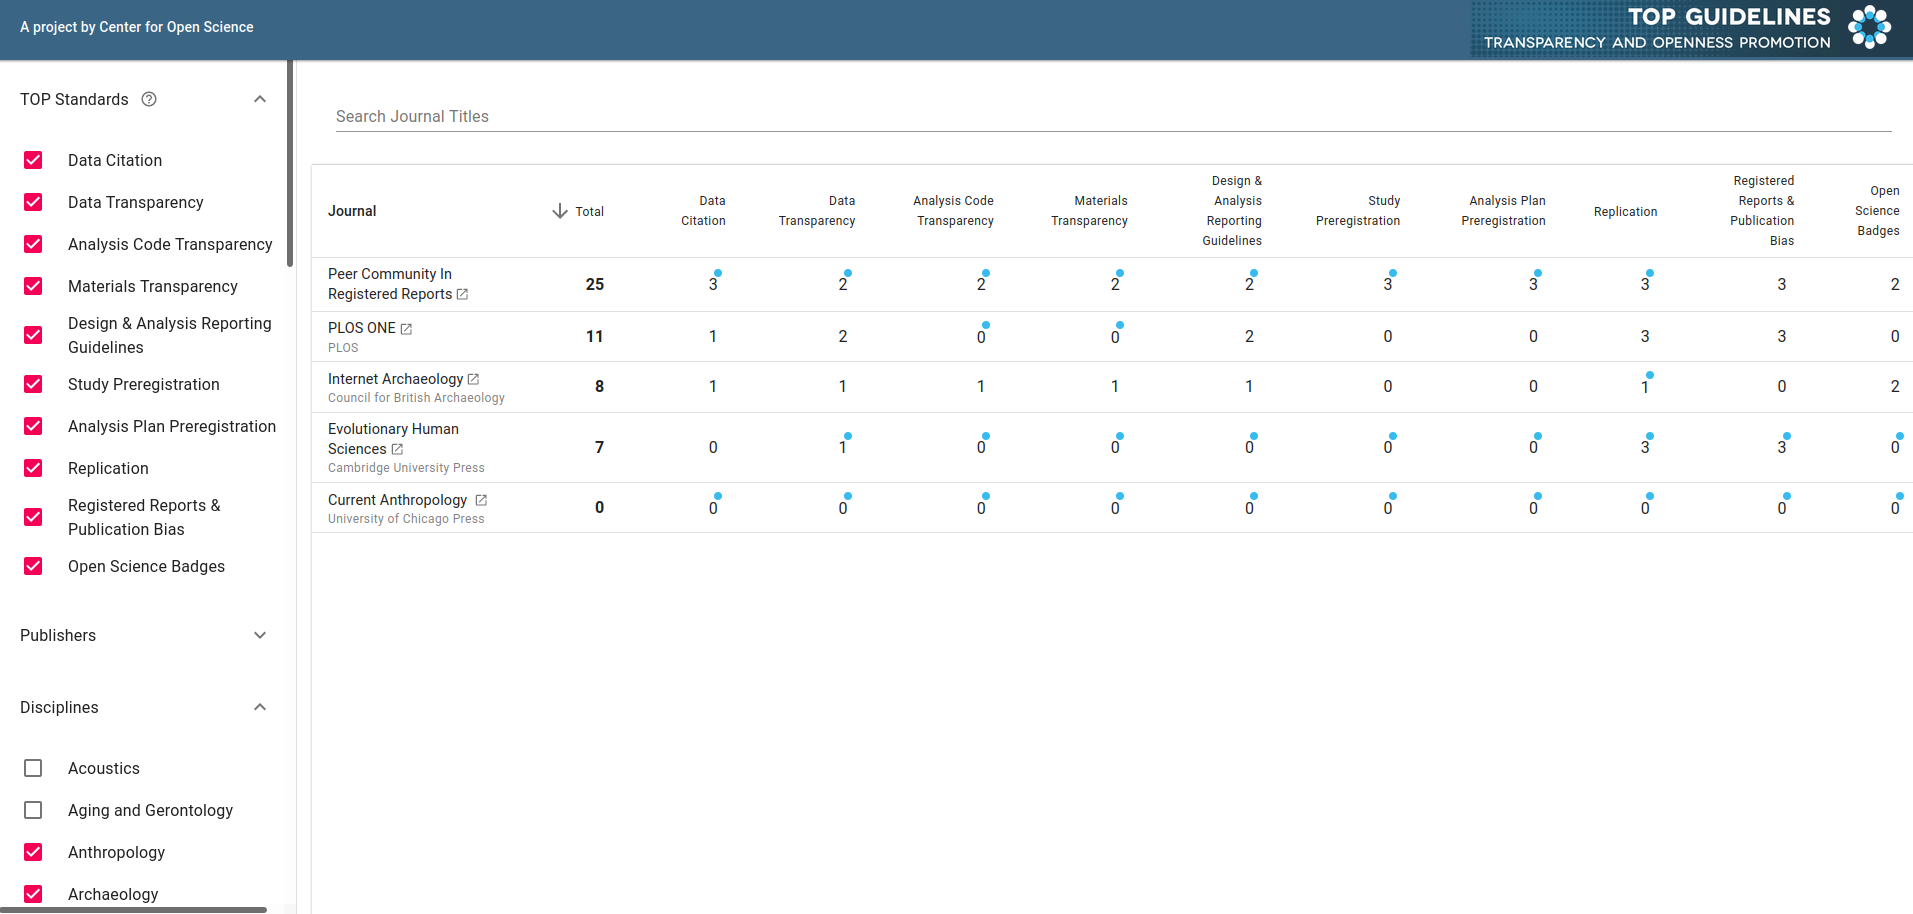 A project by Center for Open Science
TOP GUIDELINES
TRANSPARENCY AND OPENNESS PROMOTION
TOP Standards ?
Data Citation
Data Transparency
Analysis Code Transparency
Materials Transparency
Design & Analysis Reporting
Guidelines
Study Preregistration
Analysis Plan Preregistration
Replication
Registered Reports &
Publication Bias
Open Science Badges
Publishers
Disciplines
Acoustics
Aging and Gerontology
Anthropology
Archaeology
Search Journal Titles
Journal
Total
Data
Citation
Data
Transparency
Analysis Code
Transparency
Materials
Transparency
Design &
Analysis
Reporting
Guidelines
Study
Preregistration
Analysis Plan
Preregistration
Replication
Registered
Reports &
Publication
Bias
Open
Science
Badges
Peer Community In
Registered Reports
25 3 2 2 2 2 3 3 3 3 2
PLOS ONE
PLOS
11 1 2 0 0 2 0 0 3 3 0
Internet Archaeology
Council for British Archaeology
8 1 1 1 1 1 0 0 1 0 2
Evolutionary Human
Sciences
Cambridge University Press
7 0 1 0 0 0 0 0 3 3 0
Current Anthropology
University of Chicago Press
0 0 0 0 0 0 0 0 0 0 0